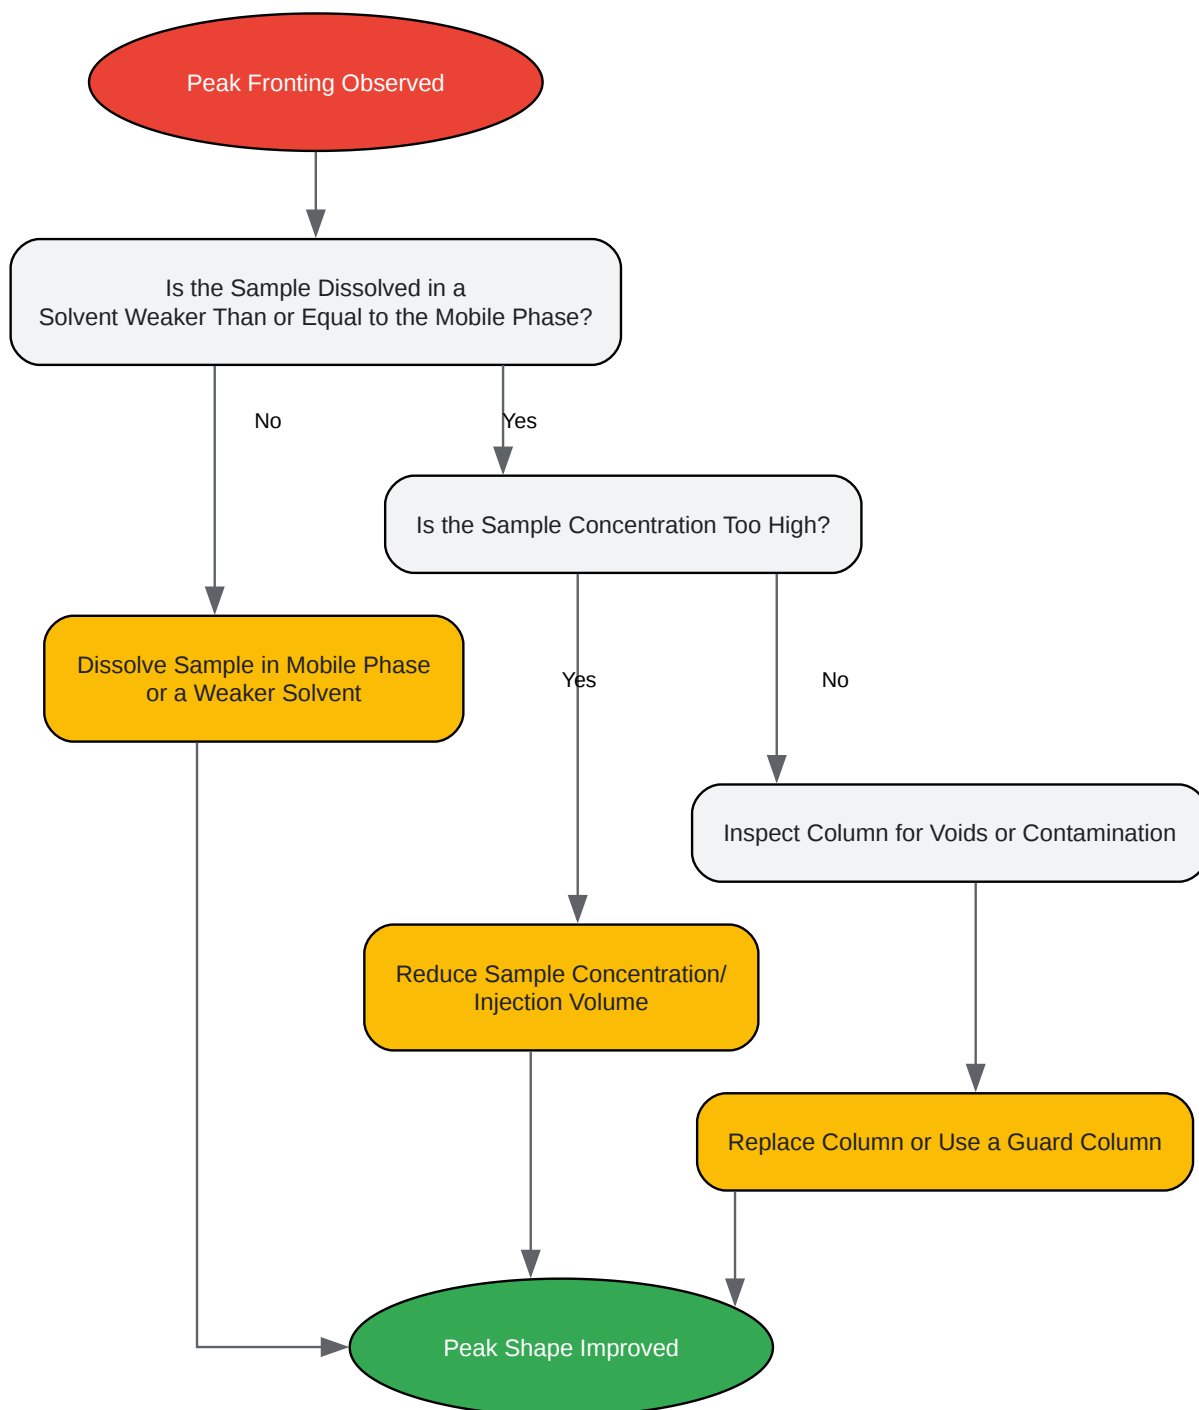 Peak Fronting Observed
Is the Sample Dissolved in a
Solvent Weaker Than or Equal to the Mobile Phase?
No
Yes
Is the Sample Concentration Too High?
Dissolve Sample in Mobile Phase
or a Weaker Solvent
Yes
No
Inspect Column for Voids or Contamination
Reduce Sample Concentration/
Injection Volume
Replace Column or Use a Guard Column
Peak Shape Improved